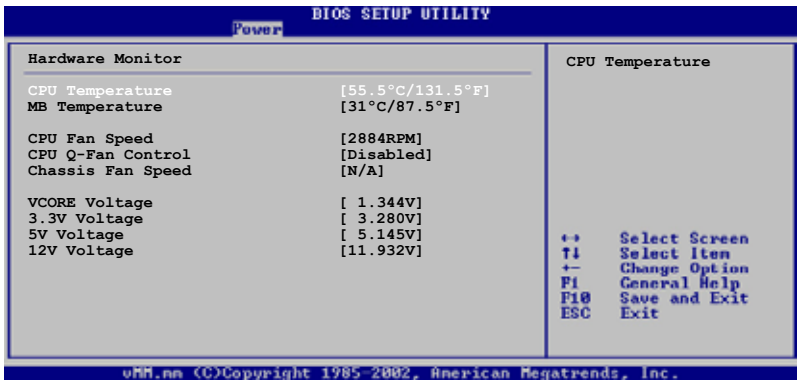 BIOS SETUP UTILITY
Power
Hardware Monitor
CPU Temperature [55.5°C/131.5°F]
MB Temperature [31°C/87.5°F]
CPU Fan Speed [2884RPM]
CPU Q-Fan Control [Disabled]
Chassis Fan Speed [N/A]
VCORE Voltage [ 1.344V]
3.3V Voltage [ 3.280V]
5V Voltage [ 5.145V]
12V Voltage [11.932V]
CPU Temperature
↔ Select Screen
↑↓ Select Item
+- Change Option
F1 General Help
F10 Save and Exit
ESC Exit
vMM.nn (C)Copyright 1985-2002, American Megatrends, Inc.